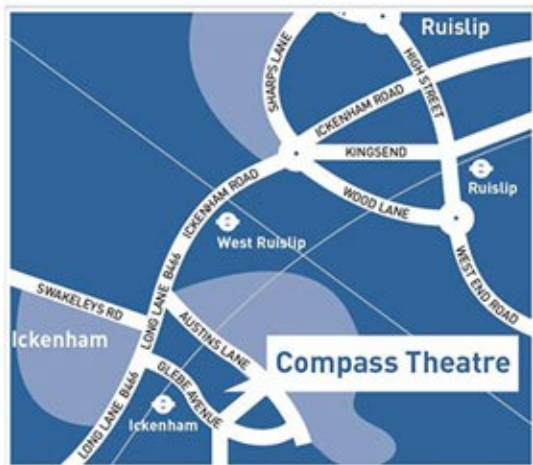 Ruislip
SHARPS LANE
ICKENHAM ROAD
HIGH STREET
KINGSEND
Ruislip
WOOD LANE
ICKENHAM ROAD
West Ruislip
WEST END ROAD
SWAKELEYS RD
LONG LANE B466
AUSTINS LANE
Ickenham
Compass Theatre
GLEBE AVENUE
LONG LANE B466
Ickenham